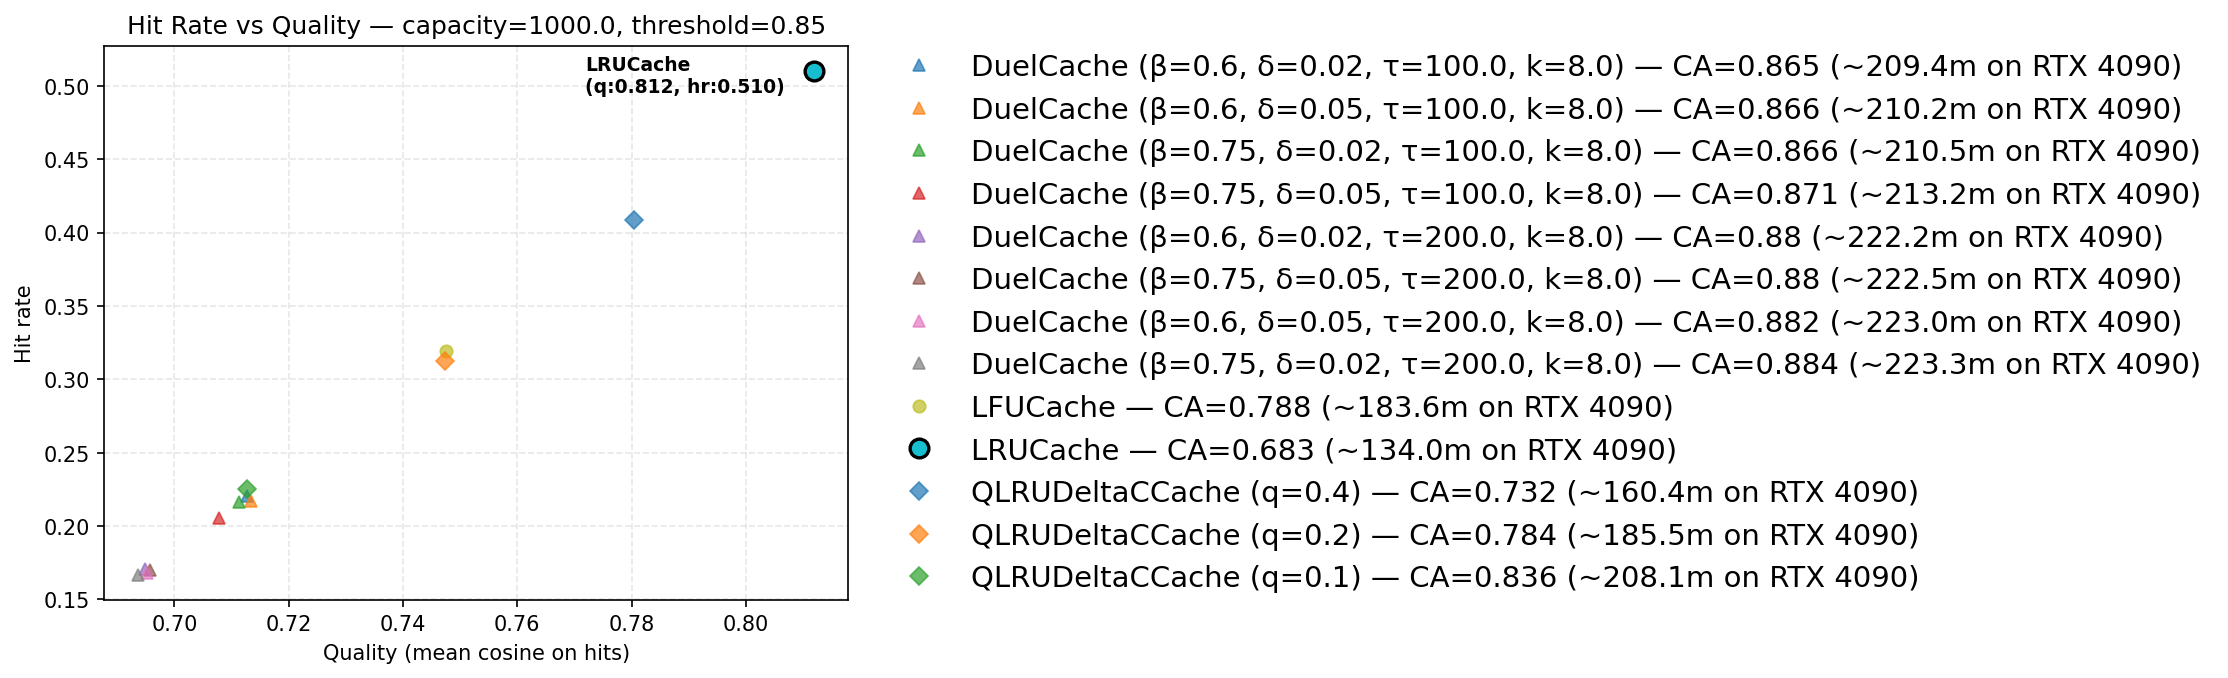 Hit Rate vs Quality — capacity=1000.0, threshold=0.85
LRUCache
(q:0.812, hr:0.510)
Hit rate
0.50
0.45
0.40
0.35
0.30
0.25
0.20
0.15
0.70 0.72 0.74 0.76 0.78 0.80
Quality (mean cosine on hits)
DuelCache (β=0.6, δ=0.02, τ=100.0, k=8.0) — CA=0.865 (~209.4m on RTX 4090)
DuelCache (β=0.6, δ=0.05, τ=100.0, k=8.0) — CA=0.866 (~210.2m on RTX 4090)
DuelCache (β=0.75, δ=0.02, τ=100.0, k=8.0) — CA=0.866 (~210.5m on RTX 4090)
DuelCache (β=0.75, δ=0.05, τ=100.0, k=8.0) — CA=0.871 (~213.2m on RTX 4090)
DuelCache (β=0.6, δ=0.02, τ=200.0, k=8.0) — CA=0.88 (~222.2m on RTX 4090)
DuelCache (β=0.75, δ=0.05, τ=200.0, k=8.0) — CA=0.88 (~222.5m on RTX 4090)
DuelCache (β=0.6, δ=0.05, τ=200.0, k=8.0) — CA=0.882 (~223.0m on RTX 4090)
DuelCache (β=0.75, δ=0.02, τ=200.0, k=8.0) — CA=0.884 (~223.3m on RTX 4090)
LFUCache — CA=0.788 (~183.6m on RTX 4090)
LRUCache — CA=0.683 (~134.0m on RTX 4090)
QLRUDeltaCCache (q=0.4) — CA=0.732 (~160.4m on RTX 4090)
QLRUDeltaCCache (q=0.2) — CA=0.784 (~185.5m on RTX 4090)
QLRUDeltaCCache (q=0.1) — CA=0.836 (~208.1m on RTX 4090)